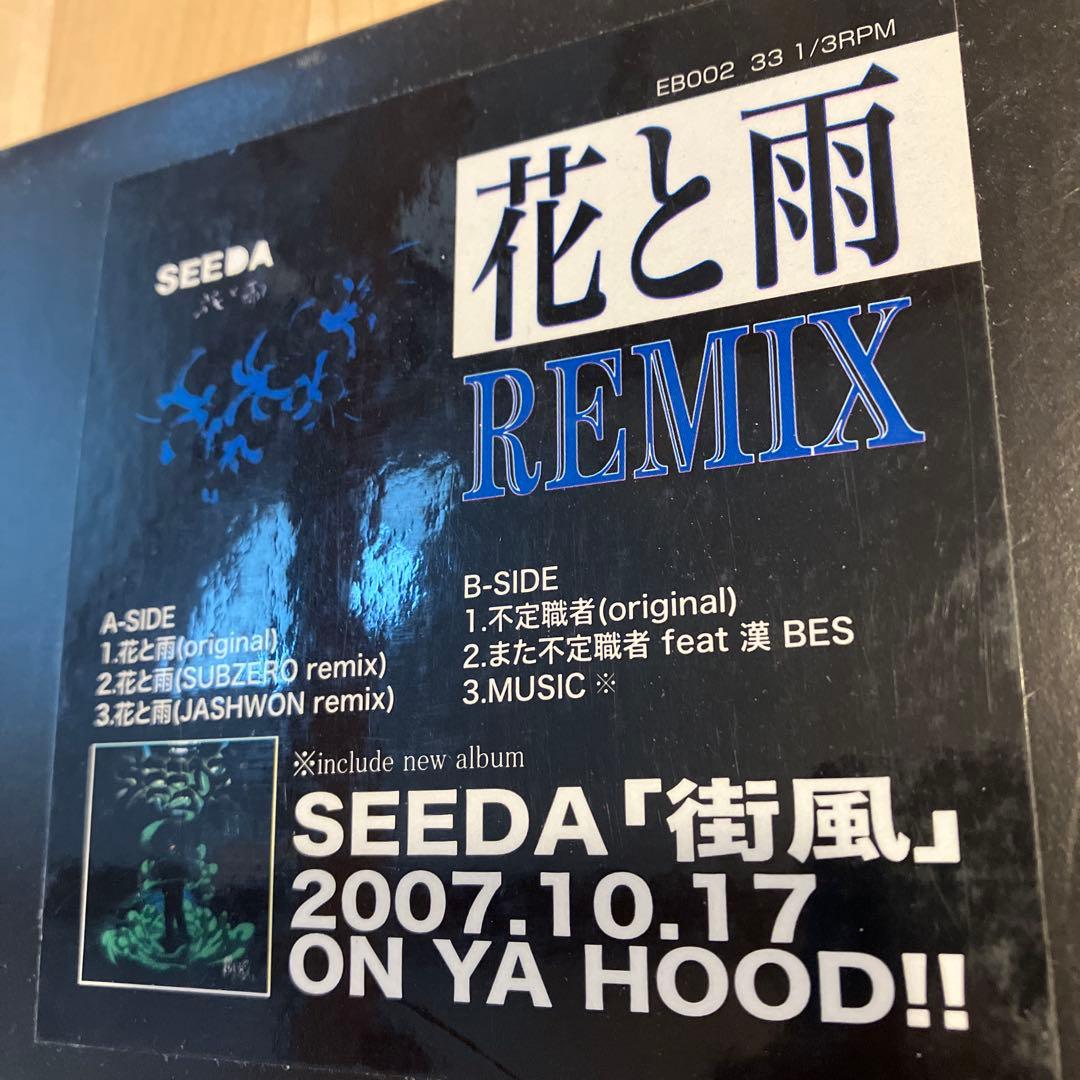 EB002 33 1/3RPM
花と雨
REMIX
SEEDA
花と雨
A-SIDE
1.花と雨(original)
2.花と雨(SUBZERO remix)
3.花と雨(JASHWON remix)
B-SIDE
1.不定職者(original)
2.また不定職者 feat 漢 BES
3.MUSIC※
※include new album
SEEDA「街風」
2007.10.17
ON YA HOOD!!